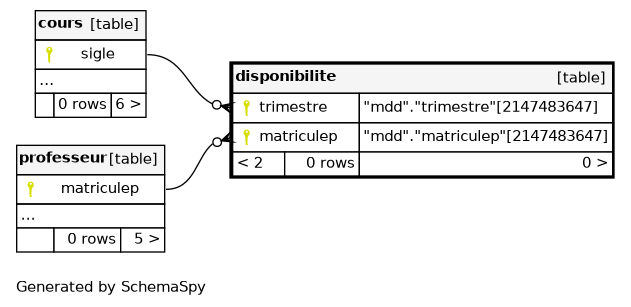 cours [table]
sigle
...
0 rows 6 >
disponibilite [table]
trimestre "mdd"."trimestre"[2147483647]
matriculep "mdd"."matriculep"[2147483647]
< 2 0 rows 0 >
professeur [table]
matriculep
...
0 rows 5 >
Generated by SchemaSpy